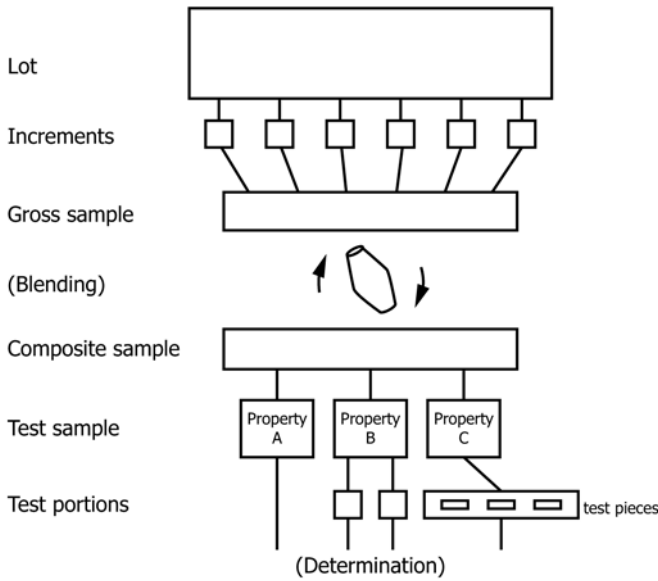 Lot
Increments
Gross sample
(Blending)
Composite sample
Test sample
Property
A
Property
B
Property
C
Test portions
test pieces
(Determination)